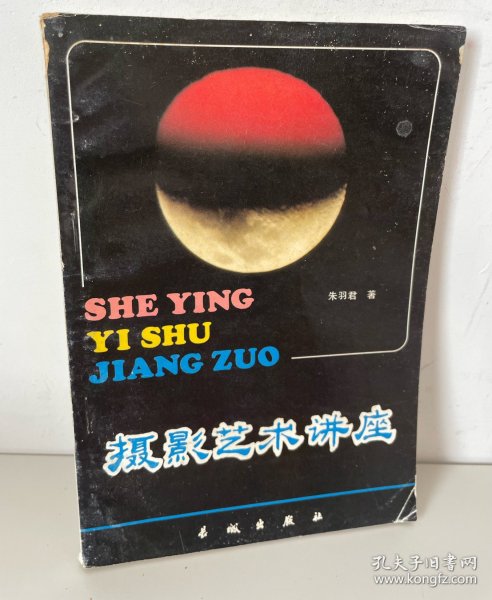 SHE YING
YI SHU
JIANG ZUO
朱羽君 著
摄影艺术讲座
长城出版社
孔夫子旧书网
www.kongfz.com